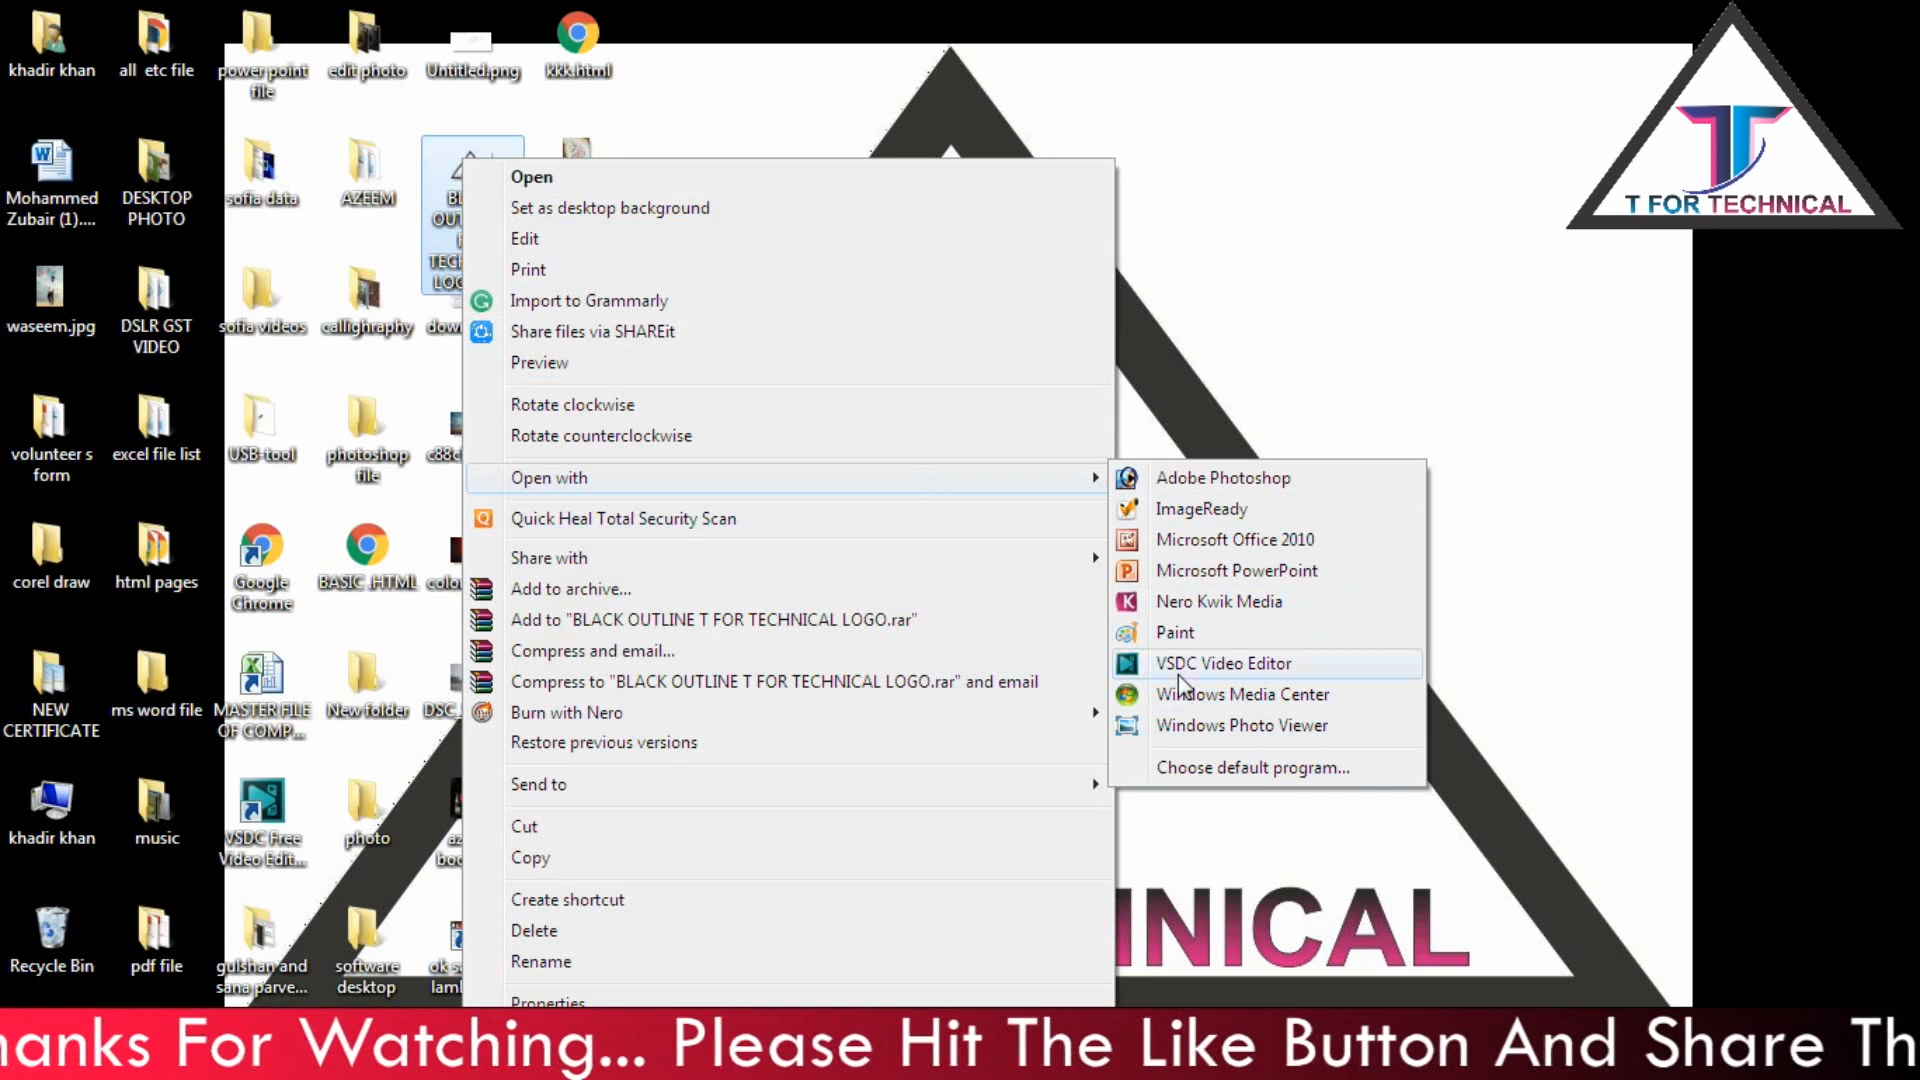 khadir khan
all etc file
power point
file
edit photo
Untitled.png
kkk.html
Mohammed
Zubair (1)....
DESKTOP
PHOTO
sofia data
AZEEM
waseem.jpg
DSLR GST
VIDEO
sofia videos
callighraphy
volunteer s
form
excel file list
USB-tool
photoshop
file
corel draw
html pages
Google
Chrome
BASIC .HTML
NEW
CERTIFICATE
ms word file
MASTER FILE
OF COMP...
New folder
khadir khan
music
VSDC Free
Video Edit...
photo
Recycle Bin
pdf file
gulshan and
sana parve...
software
desktop
Open
Set as desktop background
Edit
Print
Import to Grammarly
Share files via SHAREit
Preview
Rotate clockwise
Rotate counterclockwise
Open with
Quick Heal Total Security Scan
Share with
Add to archive...
Add to "BLACK OUTLINE T FOR TECHNICAL LOGO.rar"
Compress and email...
Compress to "BLACK OUTLINE T FOR TECHNICAL LOGO.rar" and email
Burn with Nero
Restore previous versions
Send to
Cut
Copy
Create shortcut
Delete
Rename
Properties
Adobe Photoshop
ImageReady
Microsoft Office 2010
Microsoft PowerPoint
Nero Kwik Media
Paint
VSDC Video Editor
Windows Media Center
Windows Photo Viewer
Choose default program...
T FOR TECHNICAL
NICAL
hanks For Watching... Please Hit The Like Button And Share Th